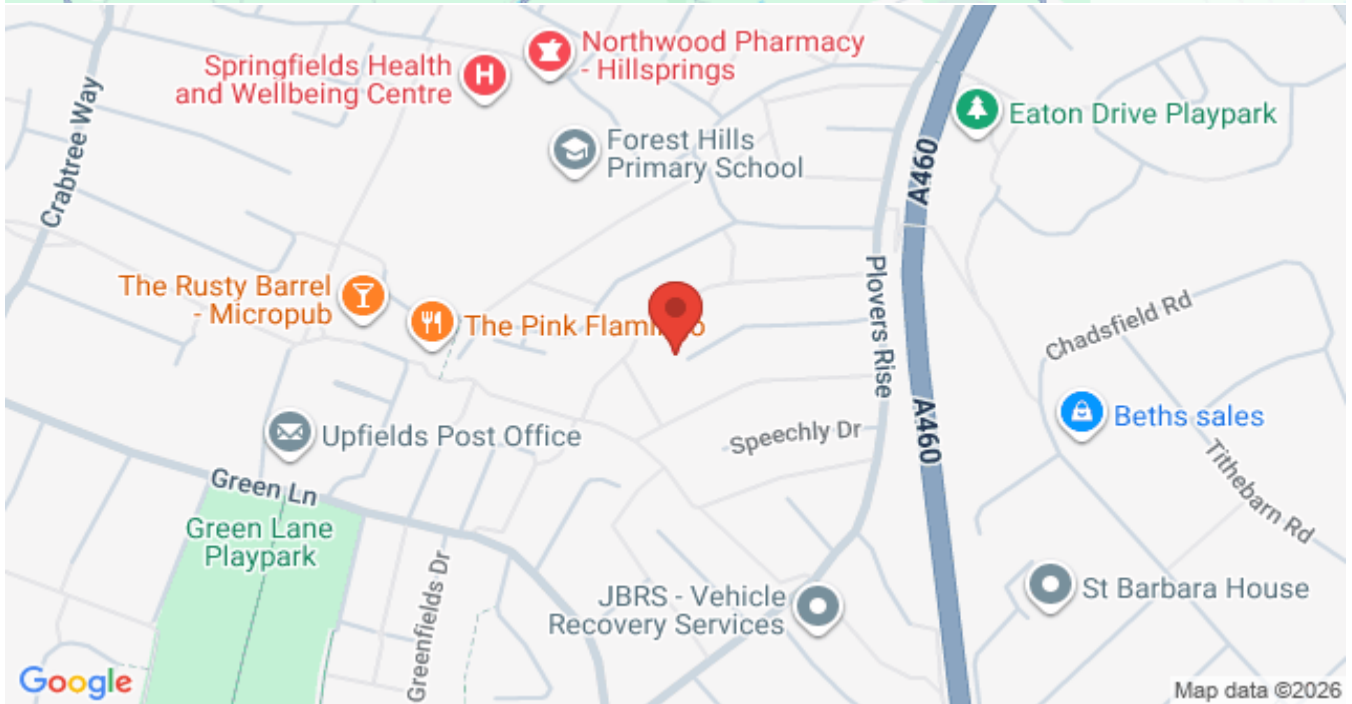 Northwood Pharmacy
- Hillsprings
Springfields Health
and Wellbeing Centre
Crabtree Way
Forest Hills
Primary School
Eaton Drive Playpark
A460
The Rusty Barrel
- Micropub
The Pink Flamingo
Plovers Rise
Chadsfield Rd
Beths sales
Upfields Post Office
Speechly Dr
A460
Tithebarn Rd
Green Ln
Green Lane
Playpark
Greenfields Dr
JBRS - Vehicle
Recovery Services
St Barbara House
Google
Map data ©2026